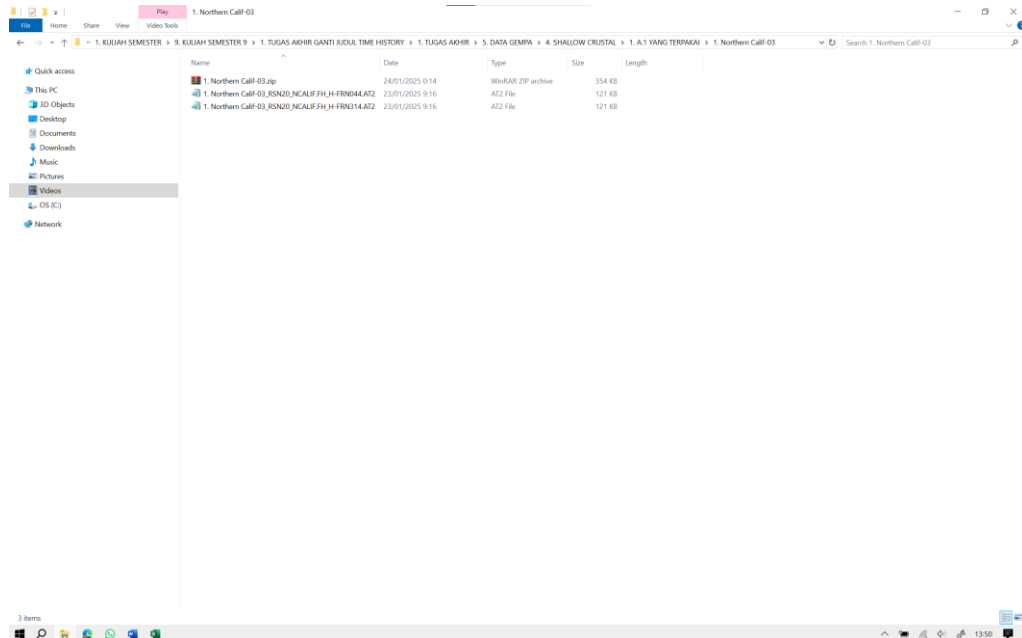 Play 1. Northern Calif-03
File Home Share View Video Tools
1. KULIAH SEMESTER 9. KULIAH SEMESTER 9 1. TUGAS AKHIR GANTI JUDUL TIME HISTORY 1. TUGAS AKHIR 5. DATA GEMPA 4. SHALLOW CRUSTAL 1. A.1 YANG TERPAKAI 1. Northern Calif-03 Search 1. Northern Calif-03
Name Date Type Size Length
1. Northern Calif-03.zip 24/01/2025 0:14 WinRAR ZIP archive 354 KB
1. Northern Calif-03_RSN20_NCALIF.FH_H-FRN044.AT2 23/01/2025 9:16 AT2 File 121 KB
1. Northern Calif-03_RSN20_NCALIF.FH_H-FRN314.AT2 23/01/2025 9:16 AT2 File 121 KB
Quick access
This PC
3D Objects
Desktop
Documents
Downloads
Music
Pictures
Videos
OS (C:)
Network
3 items
13:50